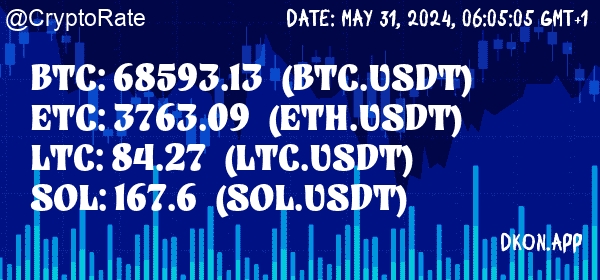 @CryptoRate
DATE: MAY 31, 2024, 06:05:05 GMT+1
BTC: 68593.13 (BTC.USDT)
ETC: 3763.09 (ETH.USDT)
LTC: 84.27 (LTC.USDT)
SOL: 167.6 (SOL.USDT)
DKON.APP